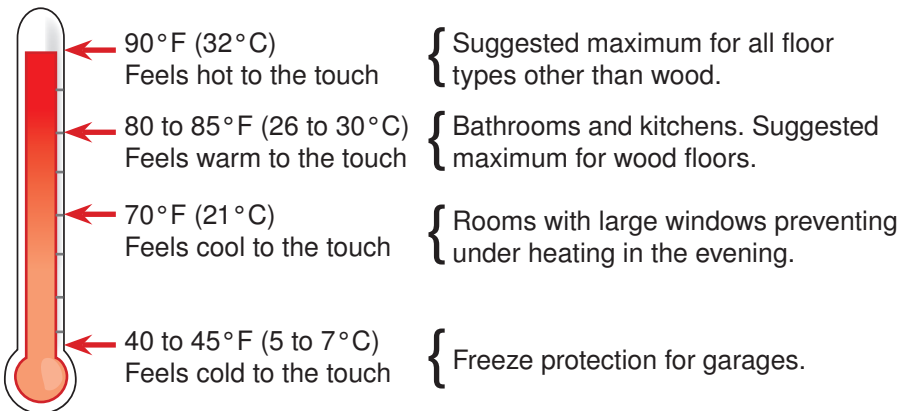 90°F (32°C)
Feels hot to the touch
{ Suggested maximum for all floor
types other than wood.
80 to 85°F (26 to 30°C)
Feels warm to the touch
{ Bathrooms and kitchens. Suggested
maximum for wood floors.
70°F (21°C)
Feels cool to the touch
{ Rooms with large windows preventing
under heating in the evening.
40 to 45°F (5 to 7°C)
Feels cold to the touch
{ Freeze protection for garages.